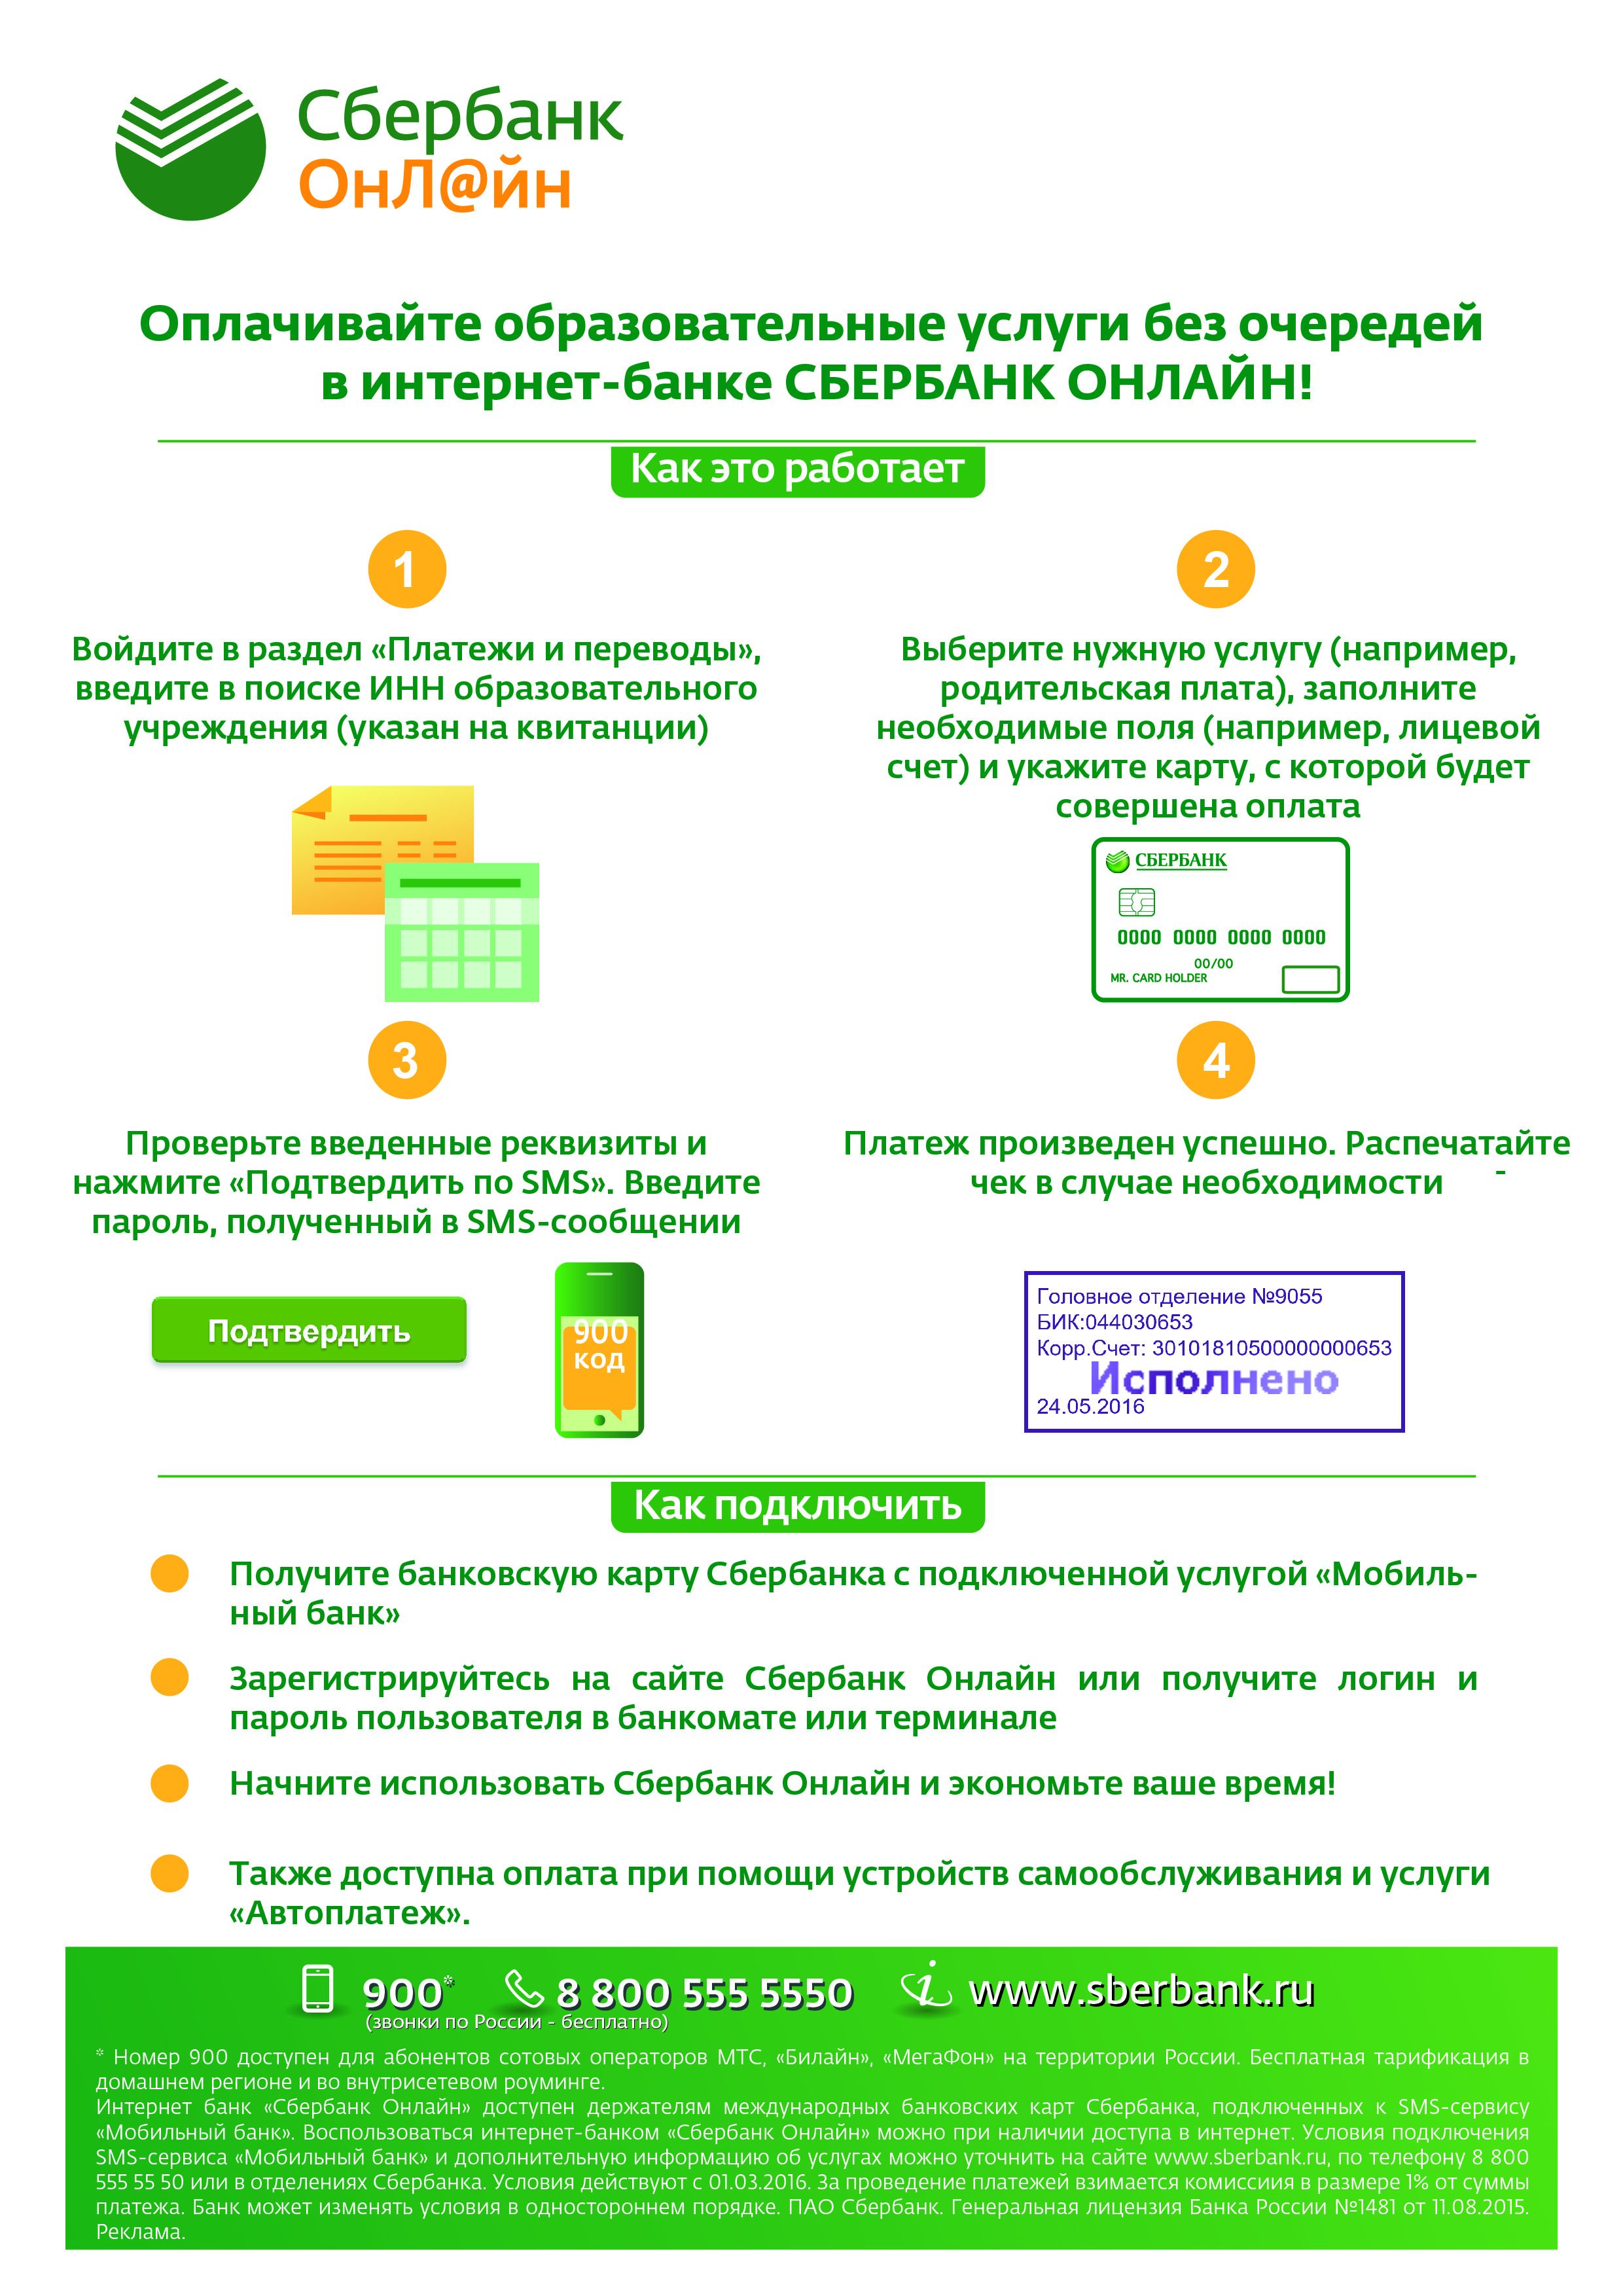 Сбербанк
ОнЛ@йн
Оплачивайте образовательные услуги без очередей
в интернет-банке СБЕРБАНК ОНЛАЙН!
Как это работает
1
Войдите в раздел «Платежи и переводы»,
введите в поиске ИНН образовательного
учреждения (указан на квитанции)
2
Выберите нужную услугу (например,
родительская плата), заполните
необходимые поля (например, лицевой
счет) и укажите карту, с которой будет
совершена оплата
СБЕРБАНК
0000 0000 0000 0000
00/00
MR. CARD HOLDER
3
Проверьте введенные реквизиты и
нажмите «Подтвердить по SMS». Введите
пароль, полученный в SMS-сообщении
Подтвердить
900
код
4
Платеж произведен успешно. Распечатайте
чек в случае необходимости -
Головное отделение №9055
БИК:044030653
Корр.Счет: 30101810500000000653
Исполнено
24.05.2016
Как подключить
Получите банковскую карту Сбербанка с подключенной услугой «Мобиль-
ный банк»
Зарегистрируйтесь на сайте Сбербанк Онлайн или получите логин и
пароль пользователя в банкомате или терминале
Начните использовать Сбербанк Онлайн и экономьте ваше время!
Также доступна оплата при помощи устройств самообслуживания и услуги
«Автоплатеж».
900* 8 800 555 5550 www.sberbank.ru
(звонки по России - бесплатно)
* Номер 900 доступен для абонентов сотовых операторов МТС, «Билайн», «МегаФон» на территории России. Бесплатная тарификация в
домашнем регионе и во внутрисетевом роуминге.
Интернет банк «Сбербанк Онлайн» доступен держателям международных банковских карт Сбербанка, подключенных к SMS-сервису
«Мобильный банк». Воспользоваться интернет-банком «Сбербанк Онлайн» можно при наличии доступа в интернет. Условия подключения
SMS-сервиса «Мобильный банк» и дополнительную информацию об услугах можно уточнить на сайте www.sberbank.ru, по телефону 8 800
555 55 50 или в отделениях Сбербанка. Условия действуют с 01.03.2016. За проведение платежей взимается комиссиия в размере 1% от суммы
платежа. Банк может изменять условия в одностороннем порядке. ПАО Сбербанк. Генеральная лицензия Банка России №1481 от 11.08.2015.
Реклама.